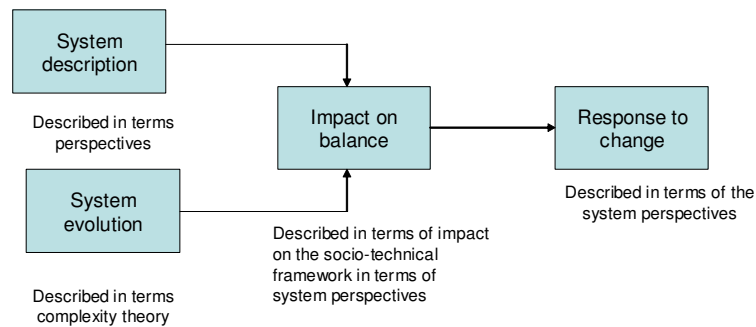 System
description
Described in terms
perspectives
System
evolution
Described in terms
complexity theory
Impact on
balance
Described in terms of impact
on the socio-technical
framework in terms of
system perspectives
Response to
change
Described in terms of the
system perspectives